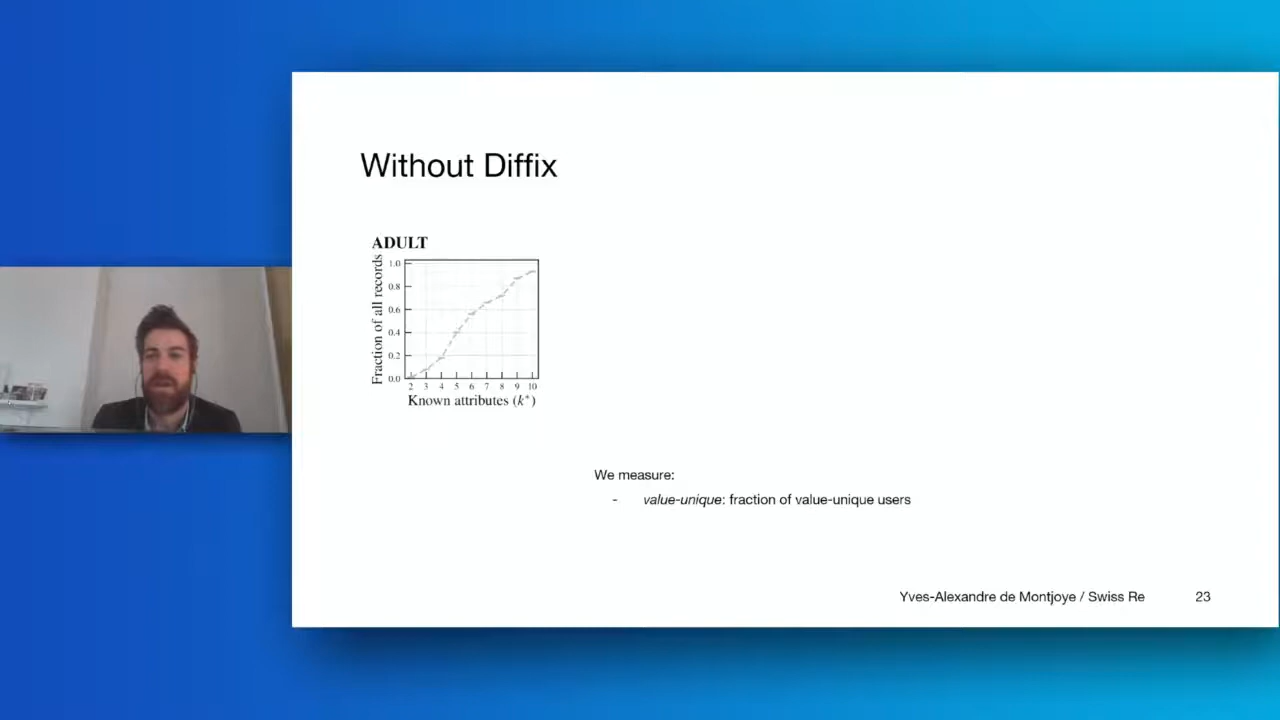 Without Diffix
ADULT
Fraction of all records
1.0
0.8
0.6
0.4
0.2
0.0
2 3 4 5 6 7 8 9 10
Known attributes (k*)
We measure:
- value-unique: fraction of value-unique users
Yves-Alexandre de Montjoye / Swiss Re 23